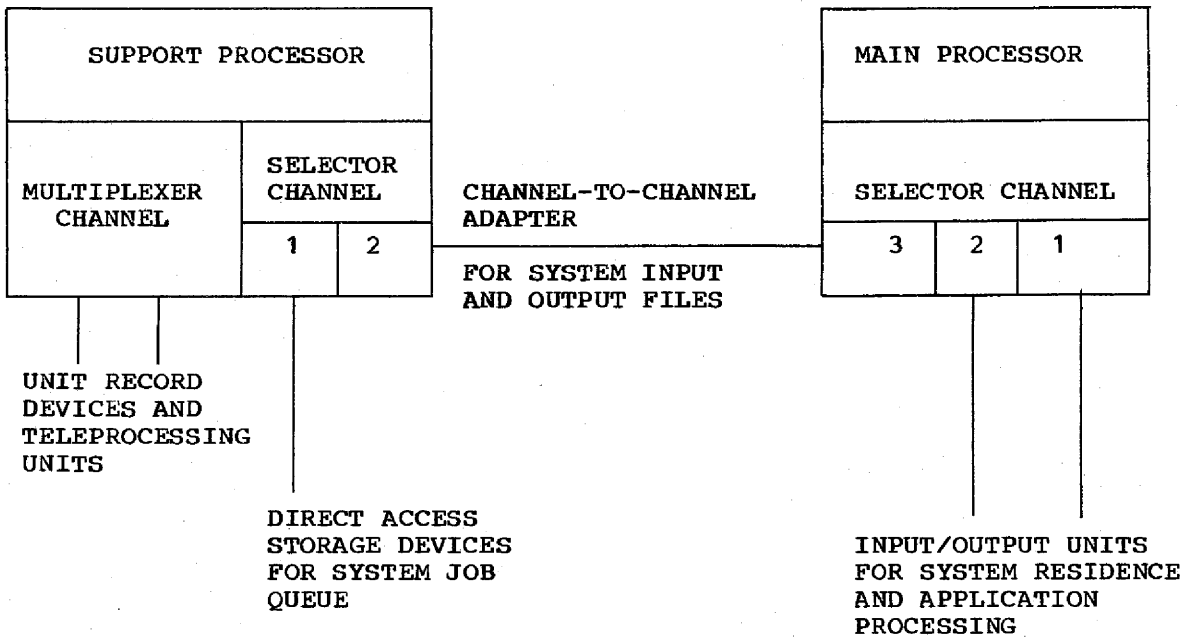 SUPPORT PROCESSOR
MULTIPLEXER
CHANNEL
SELECTOR
CHANNEL
1
2
CHANNEL-TO-CHANNEL
ADAPTER
FOR SYSTEM INPUT
AND OUTPUT FILES
MAIN PROCESSOR
SELECTOR CHANNEL
3
2
1
UNIT RECORD
DEVICES AND
TELEPROCESSING
UNITS
DIRECT ACCESS
STORAGE DEVICES
FOR SYSTEM JOB
QUEUE
INPUT/OUTPUT UNITS
FOR SYSTEM RESIDENCE
AND APPLICATION
PROCESSING